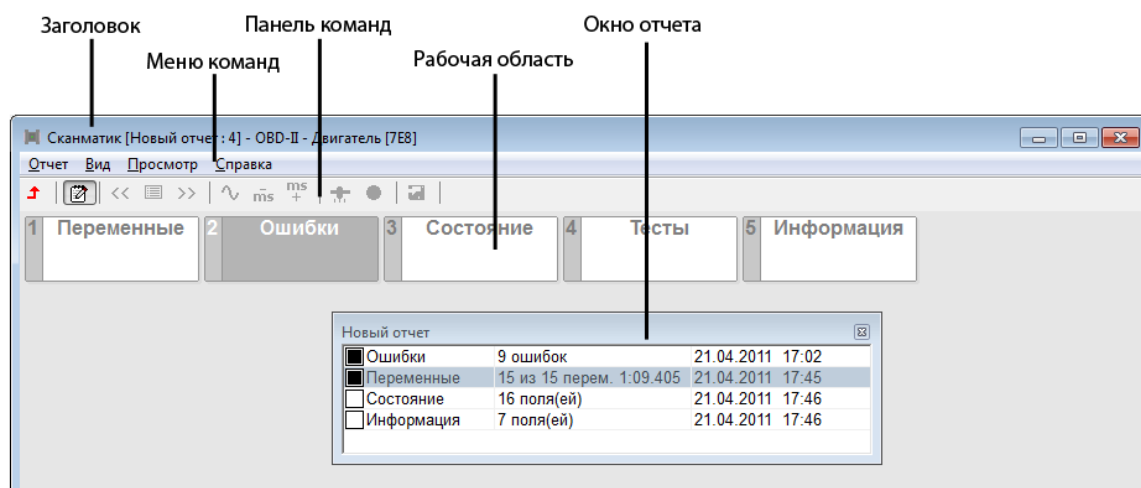 Заголовок Панель команд Окно отчета
Меню команд Рабочая область
Сканматик [Новый отчет : 4] - OBD-II - Двигатель [7E8]
Отчет Вид Просмотр Справка
<< >> ms ms +
1 Переменные 2 Ошибки 3 Состояние 4 Тесты 5 Информация
Новый отчет
Ошибки 9 ошибок 21.04.2011 17:02
Переменные 15 из 15 перем. 1:09.405 21.04.2011 17:45
Состояние 16 поля(ей) 21.04.2011 17:46
Информация 7 поля(ей) 21.04.2011 17:46